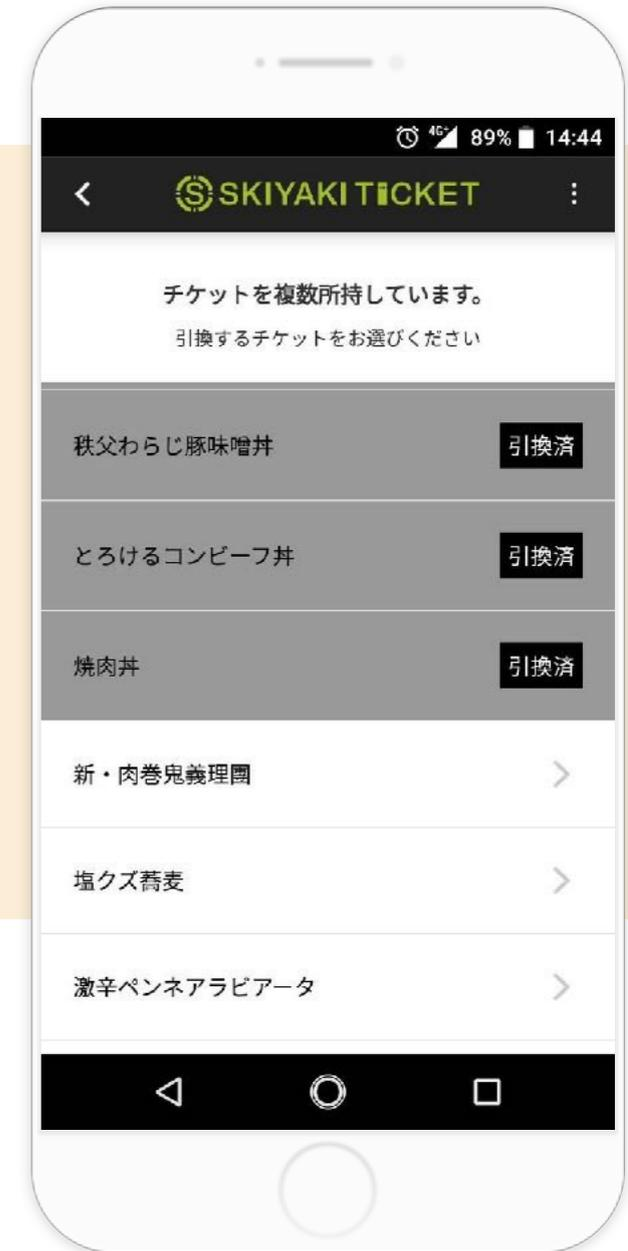 4G+ 89% 14:44
SKIYAKI TICKET
チケットを複数所持しています。
引換するチケットをお選びください
秩父わらじ豚味噌丼 引換済
とろけるコンビーフ丼 引換済
焼肉丼 引換済
新・肉巻鬼義理團
塩クズ蕎麦
激辛ペンネアラビアータ